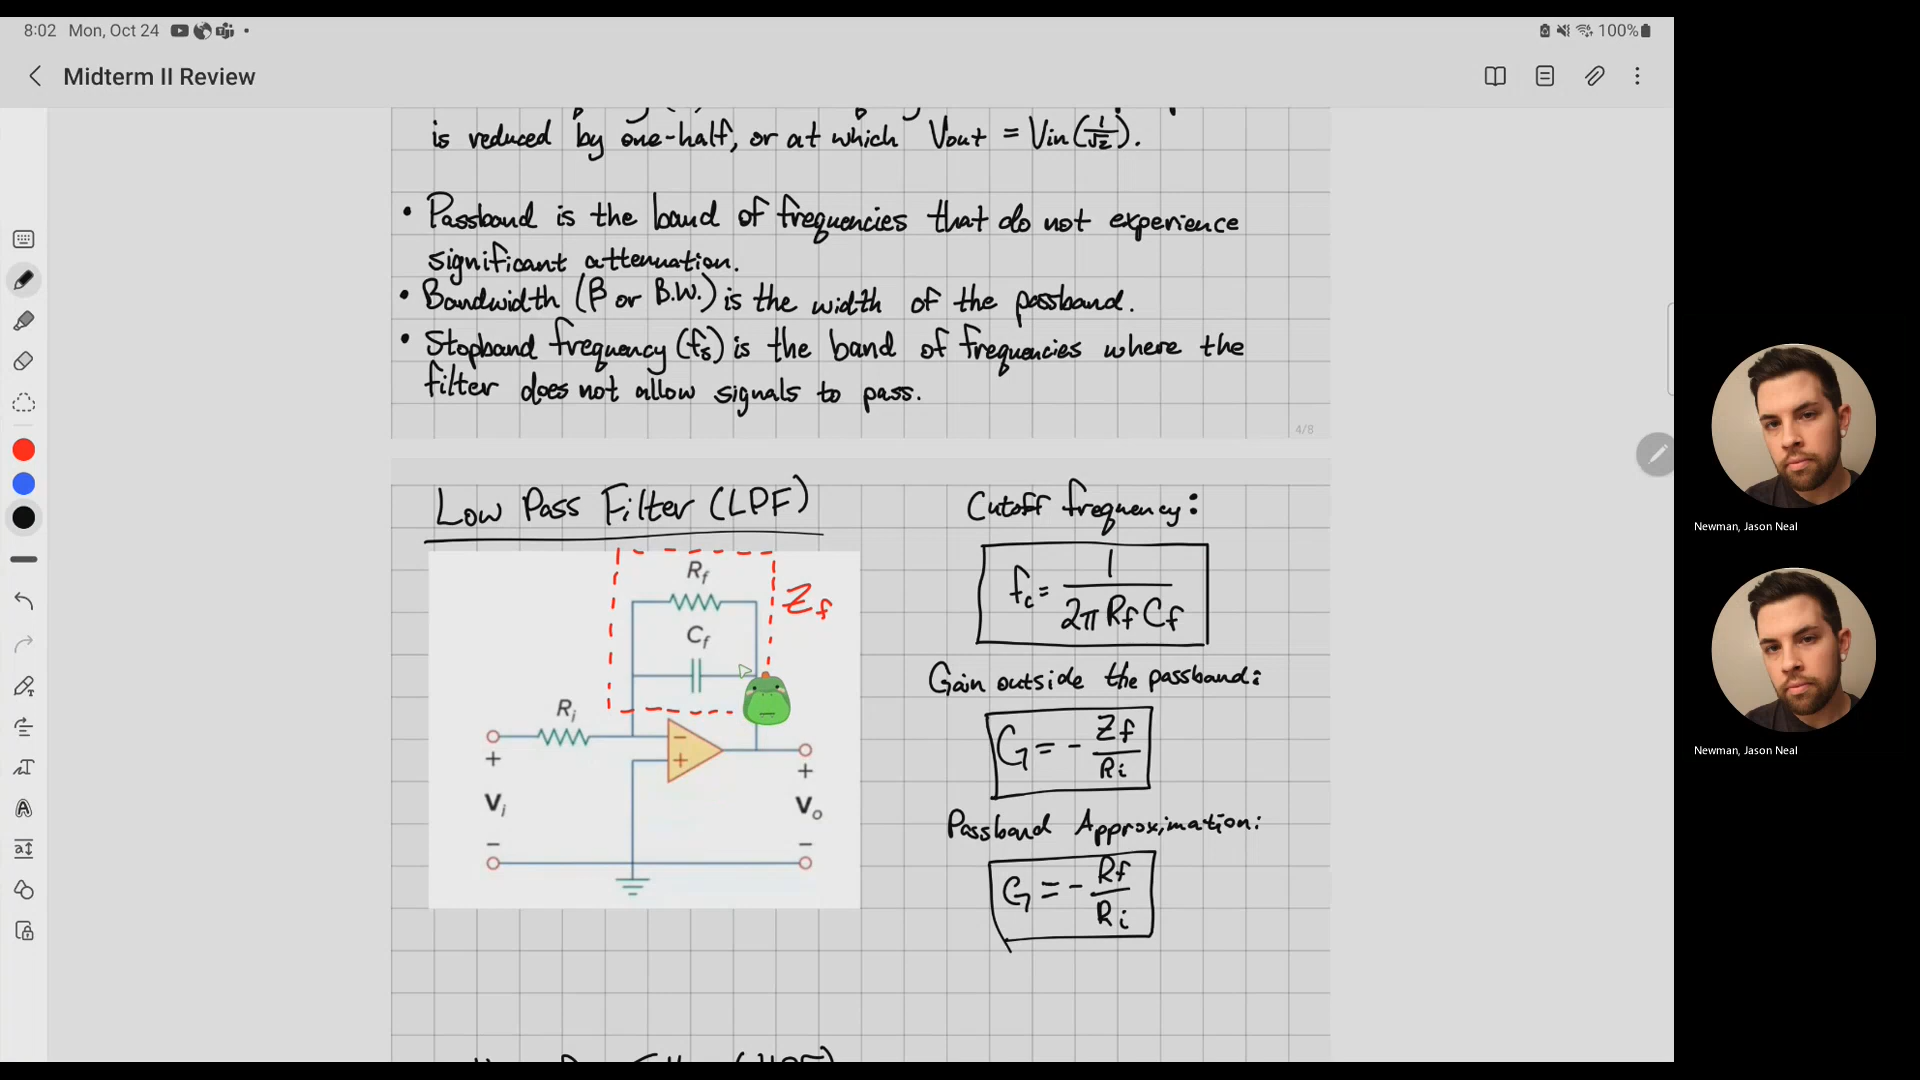 8:02 Mon, Oct 24
100%
Midterm II Review
is reduced by one-half, or at which Vout = Vin(1/√2).
• Passband is the band of frequencies that do not experience
significant attenuation.
• Bandwidth (β or B.W.) is the width of the passband.
• Stopband frequency (fs) is the band of frequencies where the
filter does not allow signals to pass.
4/8
Low Pass Filter (LPF)
Rf
Zf
Cf
Ri
−
+
+
Vi
−
+
Vo
−
Cutoff frequency:
fc = 1/(2π Rf Cf)
Gain outside the passband:
G = - Zf/Ri
Passband Approximation:
G = - Rf/Ri
Newman, Jason Neal
Newman, Jason Neal